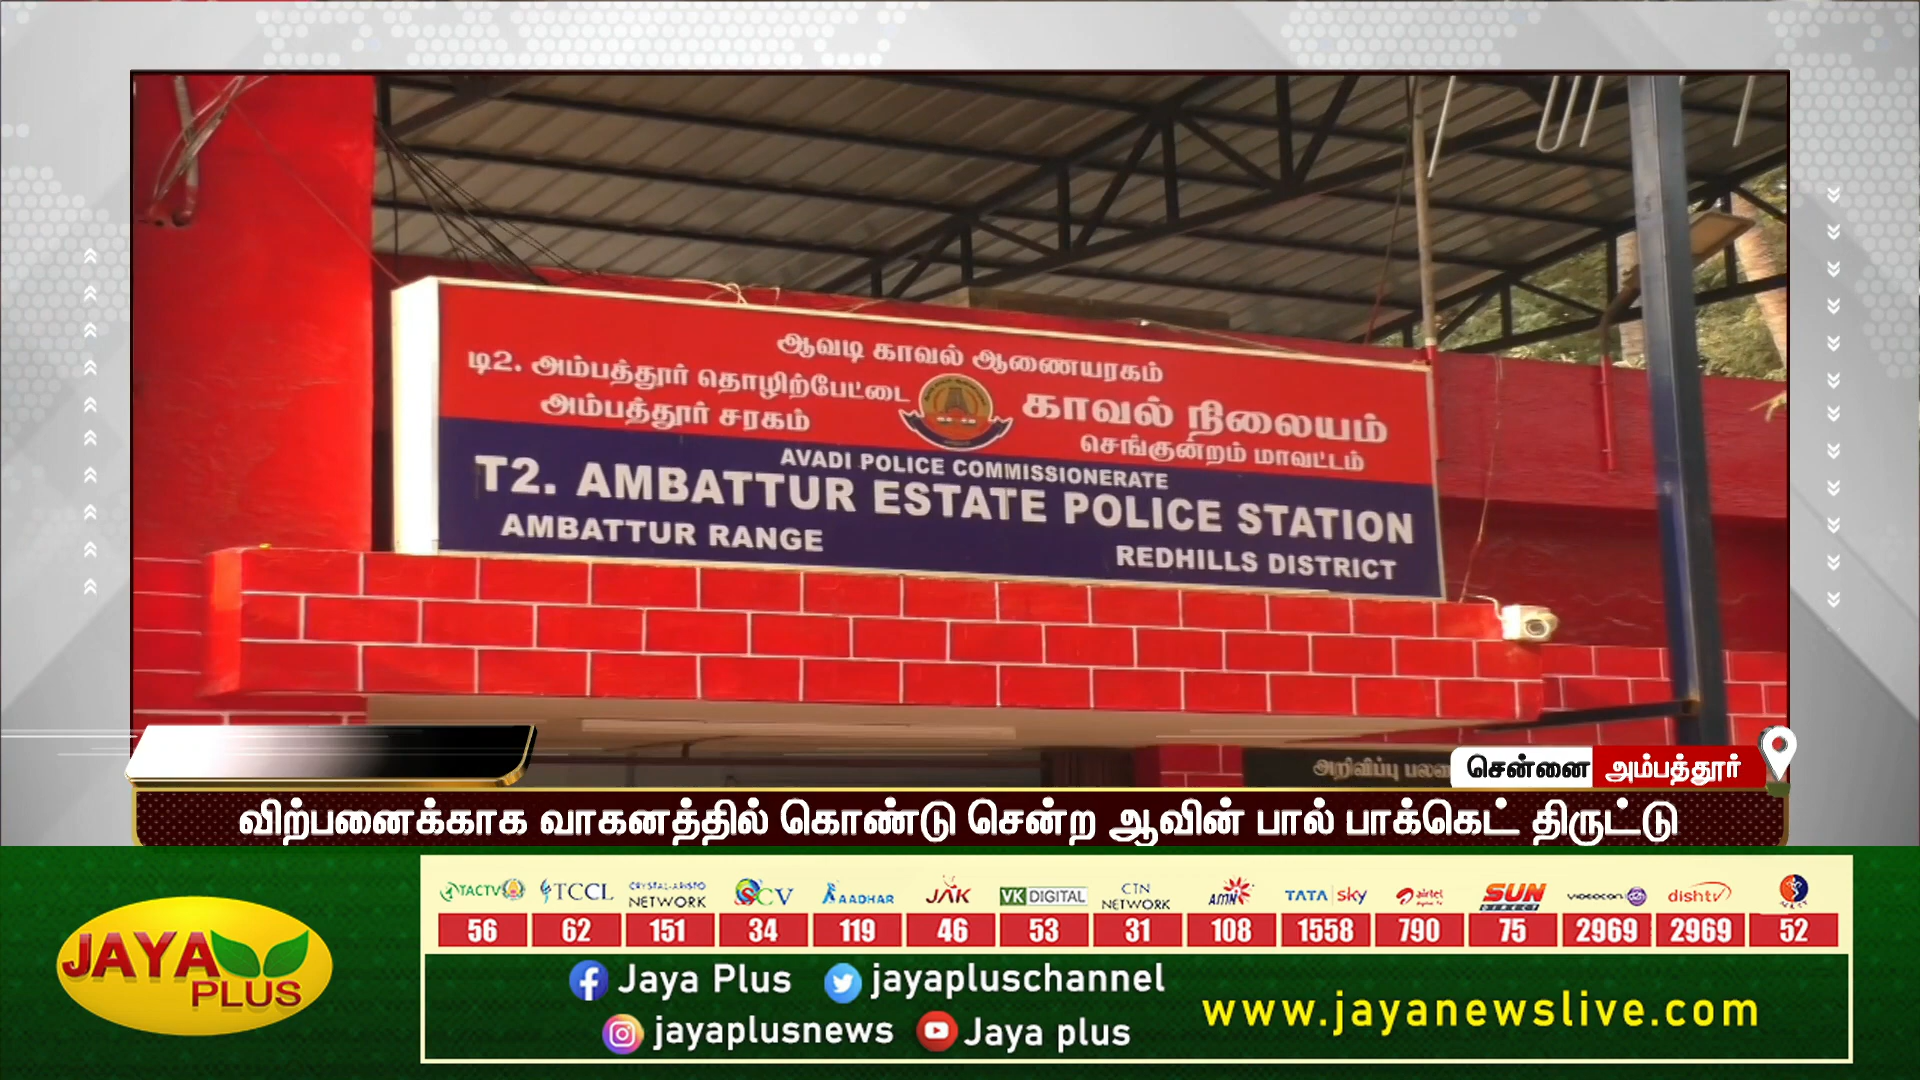 ஆவடி காவல் ஆணையரகம்
டி2. அம்பத்தூர் தொழிற்பேட்டை காவல் நிலையம்
அம்பத்தூர் சரகம் செங்குன்றம் மாவட்டம்
AVADI POLICE COMMISSIONERATE
T2. AMBATTUR ESTATE POLICE STATION
AMBATTUR RANGE REDHILLS DISTRICT
அறிவிப்பு
சென்னை அம்பத்தூர்
விற்பனைக்காக வாகனத்தில் கொண்டு சென்ற ஆவின் பால் பாக்கெட் திருட்டு
TACTV TCCL CRYSTAL-ARISTO NETWORK SCV AADHAR JAK VK DIGITAL CTN NETWORK AMN TATA sky airtel SUN DIRECT VIDEOCON dishtv
56 62 151 34 119 46 53 31 108 1558 790 75 2969 2969 52
JAYA PLUS
Jaya Plus jayapluschannel
jayaplusnews Jaya plus
www.jayanewslive.com